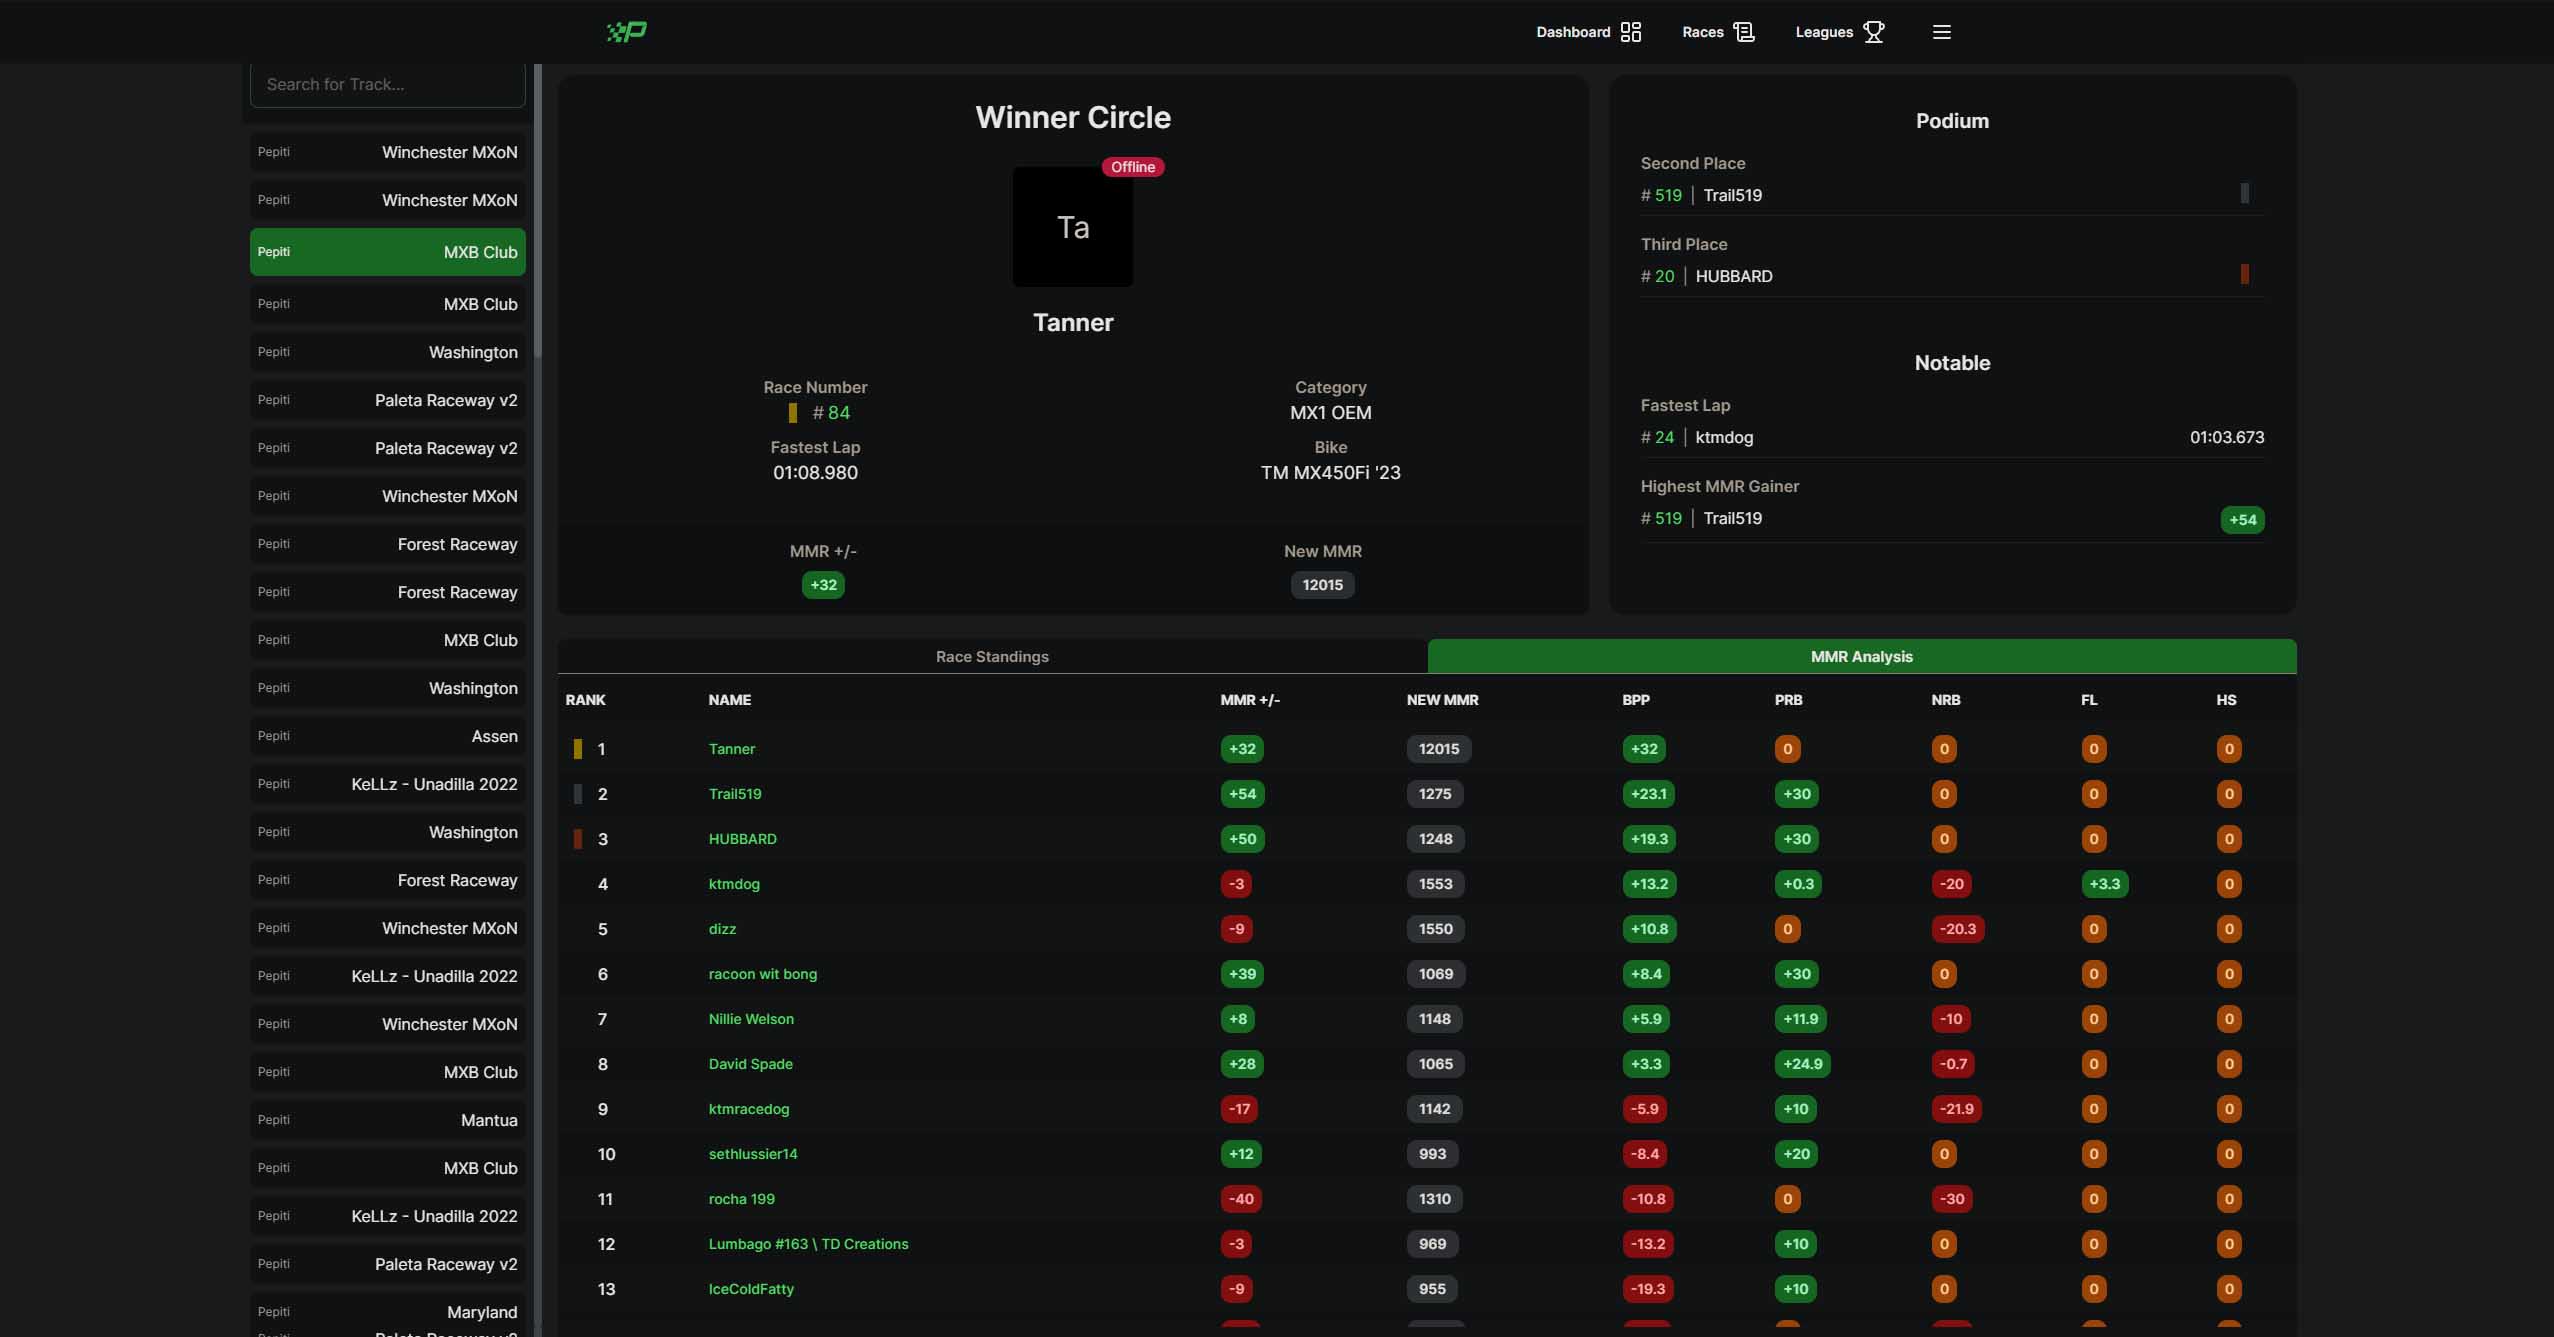 Dashboard Races Leagues
Search for Track...
Pepiti Winchester MXoN
Pepiti Winchester MXoN
Pepiti MXB Club
Pepiti MXB Club
Pepiti Washington
Pepiti Paleta Raceway v2
Pepiti Paleta Raceway v2
Pepiti Winchester MXoN
Pepiti Forest Raceway
Pepiti Forest Raceway
Pepiti MXB Club
Pepiti Washington
Pepiti Assen
Pepiti KeLLz - Unadilla 2022
Pepiti Washington
Pepiti Forest Raceway
Pepiti Winchester MXoN
Pepiti KeLLz - Unadilla 2022
Pepiti Winchester MXoN
Pepiti MXB Club
Pepiti Mantua
Pepiti MXB Club
Pepiti KeLLz - Unadilla 2022
Pepiti Paleta Raceway v2
Pepiti Maryland
Winner Circle
Offline
Ta
Tanner
Race Number
# 84
Category
MX1 OEM
Fastest Lap
01:08.980
Bike
TM MX450Fi '23
MMR +/-
+32
New MMR
12015
Podium
Second Place
# 519 | Trail519
Third Place
# 20 | HUBBARD
Notable
Fastest Lap
# 24 | ktmdog 01:03.673
Highest MMR Gainer
# 519 | Trail519 +54
Race Standings MMR Analysis
RANK NAME MMR +/- NEW MMR BPP PRB NRB FL HS
1 Tanner +32 12015 +32 0 0 0 0
2 Trail519 +54 1275 +23.1 +30 0 0 0
3 HUBBARD +50 1248 +19.3 +30 0 0 0
4 ktmdog -3 1553 +13.2 +0.3 -20 +3.3 0
5 dizz -9 1550 +10.8 0 -20.3 0 0
6 racoon wit bong +39 1069 +8.4 +30 0 0 0
7 Nillie Welson +8 1148 +5.9 +11.9 -10 0 0
8 David Spade +28 1065 +3.3 +24.9 -0.7 0 0
9 ktmracedog -17 1142 -5.9 +10 -21.9 0 0
10 sethlussier14 +12 993 -8.4 +20 0 0 0
11 rocha 199 -40 1310 -10.8 0 -30 0 0
12 Lumbago #163 \ TD Creations -3 969 -13.2 +10 0 0 0
13 IceColdFatty -9 955 -19.3 +10 0 0 0